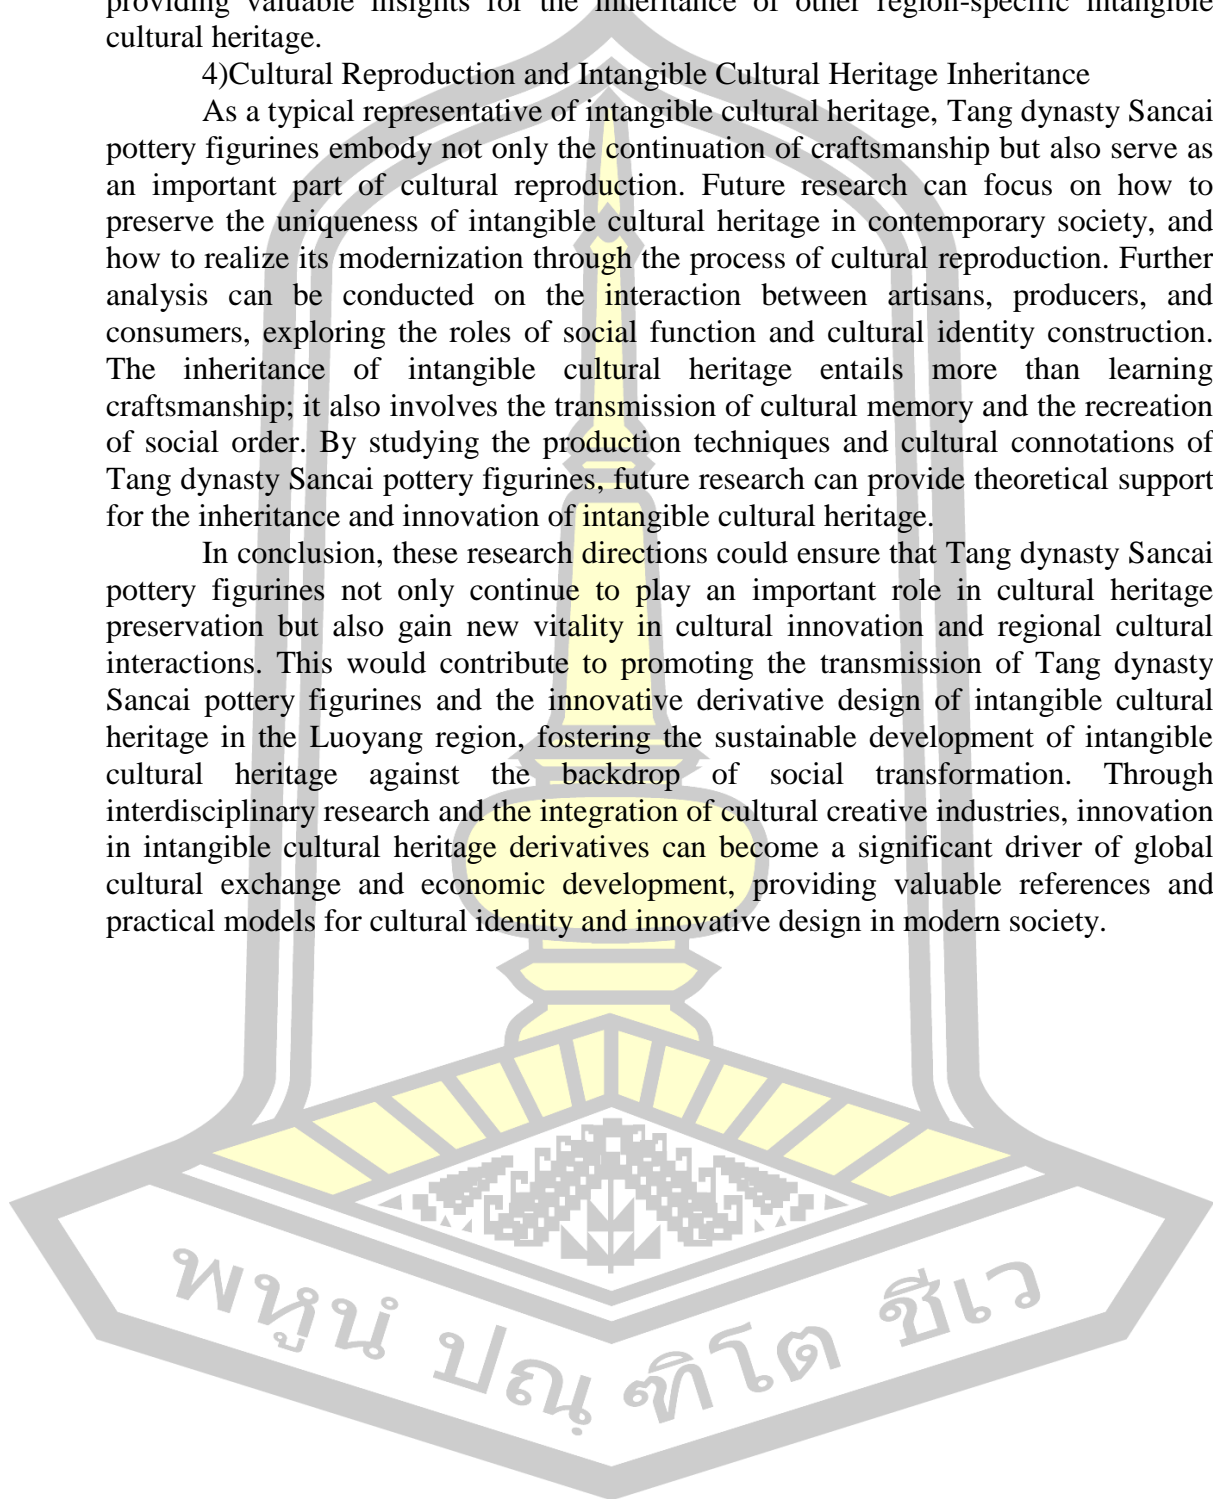 providing valuable insights for the inheritance of other region-specific intangible
cultural heritage.
4)Cultural Reproduction and Intangible Cultural Heritage Inheritance
As a typical representative of intangible cultural heritage, Tang dynasty Sancai
pottery figurines embody not only the continuation of craftsmanship but also serve as
an important part of cultural reproduction. Future research can focus on how to
preserve the uniqueness of intangible cultural heritage in contemporary society, and
how to realize its modernization through the process of cultural reproduction. Further
analysis can be conducted on the interaction between artisans, producers, and
consumers, exploring the roles of social function and cultural identity construction.
The inheritance of intangible cultural heritage entails more than learning
craftsmanship; it also involves the transmission of cultural memory and the recreation
of social order. By studying the production techniques and cultural connotations of
Tang dynasty Sancai pottery figurines, future research can provide theoretical support
for the inheritance and innovation of intangible cultural heritage.
In conclusion, these research directions could ensure that Tang dynasty Sancai
pottery figurines not only continue to play an important role in cultural heritage
preservation but also gain new vitality in cultural innovation and regional cultural
interactions. This would contribute to promoting the transmission of Tang dynasty
Sancai pottery figurines and the innovative derivative design of intangible cultural
heritage in the Luoyang region, fostering the sustainable development of intangible
cultural heritage against the backdrop of social transformation. Through
interdisciplinary research and the integration of cultural creative industries, innovation
in intangible cultural heritage derivatives can become a significant driver of global
cultural exchange and economic development, providing valuable references and
practical models for cultural identity and innovative design in modern society.
พหูนํ ปณฺ ฑิโต ชีเว